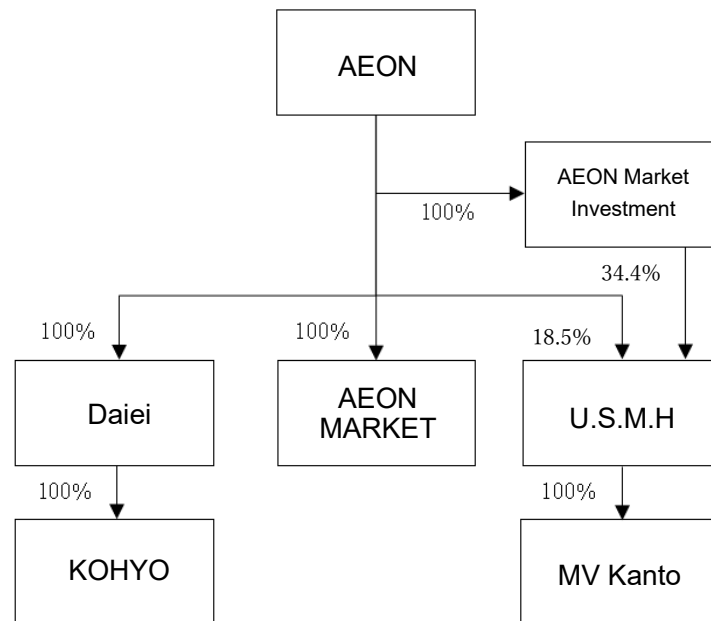 AEON
AEON Market
Investment
100%
34.4%
100%
100%
18.5%
Daiei
AEON
MARKET
U.S.M.H
100%
100%
KOHYO
MV Kanto